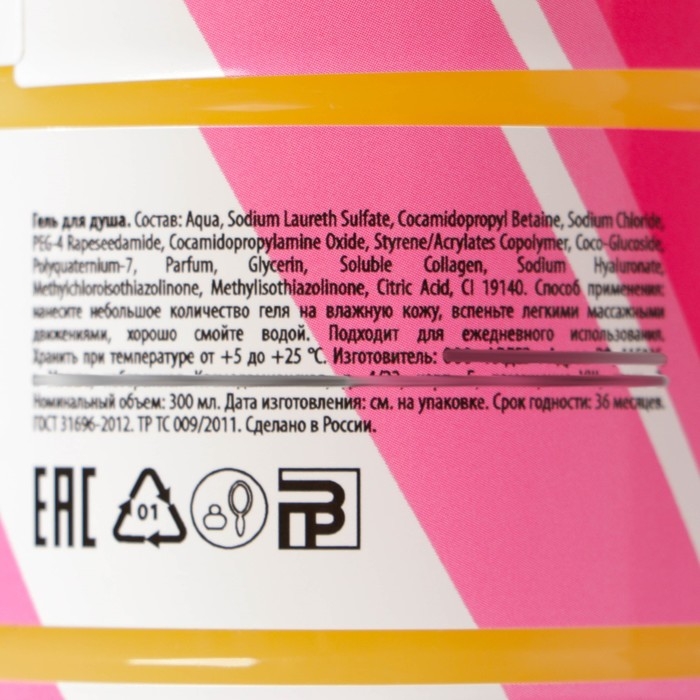 Гель для душа. Состав: Aqua, Sodium Laureth Sulfate, Cocamidopropyl Betaine, Sodium Chloride,
PEG-4 Rapeseedamide, Cocamidopropylamine Oxide, Styrene/Acrylates Copolymer, Coco-Glucoside,
Polyquaternium-7, Parfum, Glycerin, Soluble Collagen, Sodium Hyaluronate,
Methylchloroisothiazolinone, Methylisothiazolinone, Citric Acid, CI 19140. Способ применения:
нанесите небольшое количество геля на влажную кожу, вспеньте легкими массажными
движениями, хорошо смойте водой. Подходит для ежедневного использования.
Хранить при температуре от +5 до +25 °C. Изготовитель:
Номинальный объем: 300 мл. Дата изготовления: см. на упаковке. Срок годности: 36 месяцев.
ГОСТ 31696-2012. ТР ТС 009/2011. Сделано в России.
EAC 01